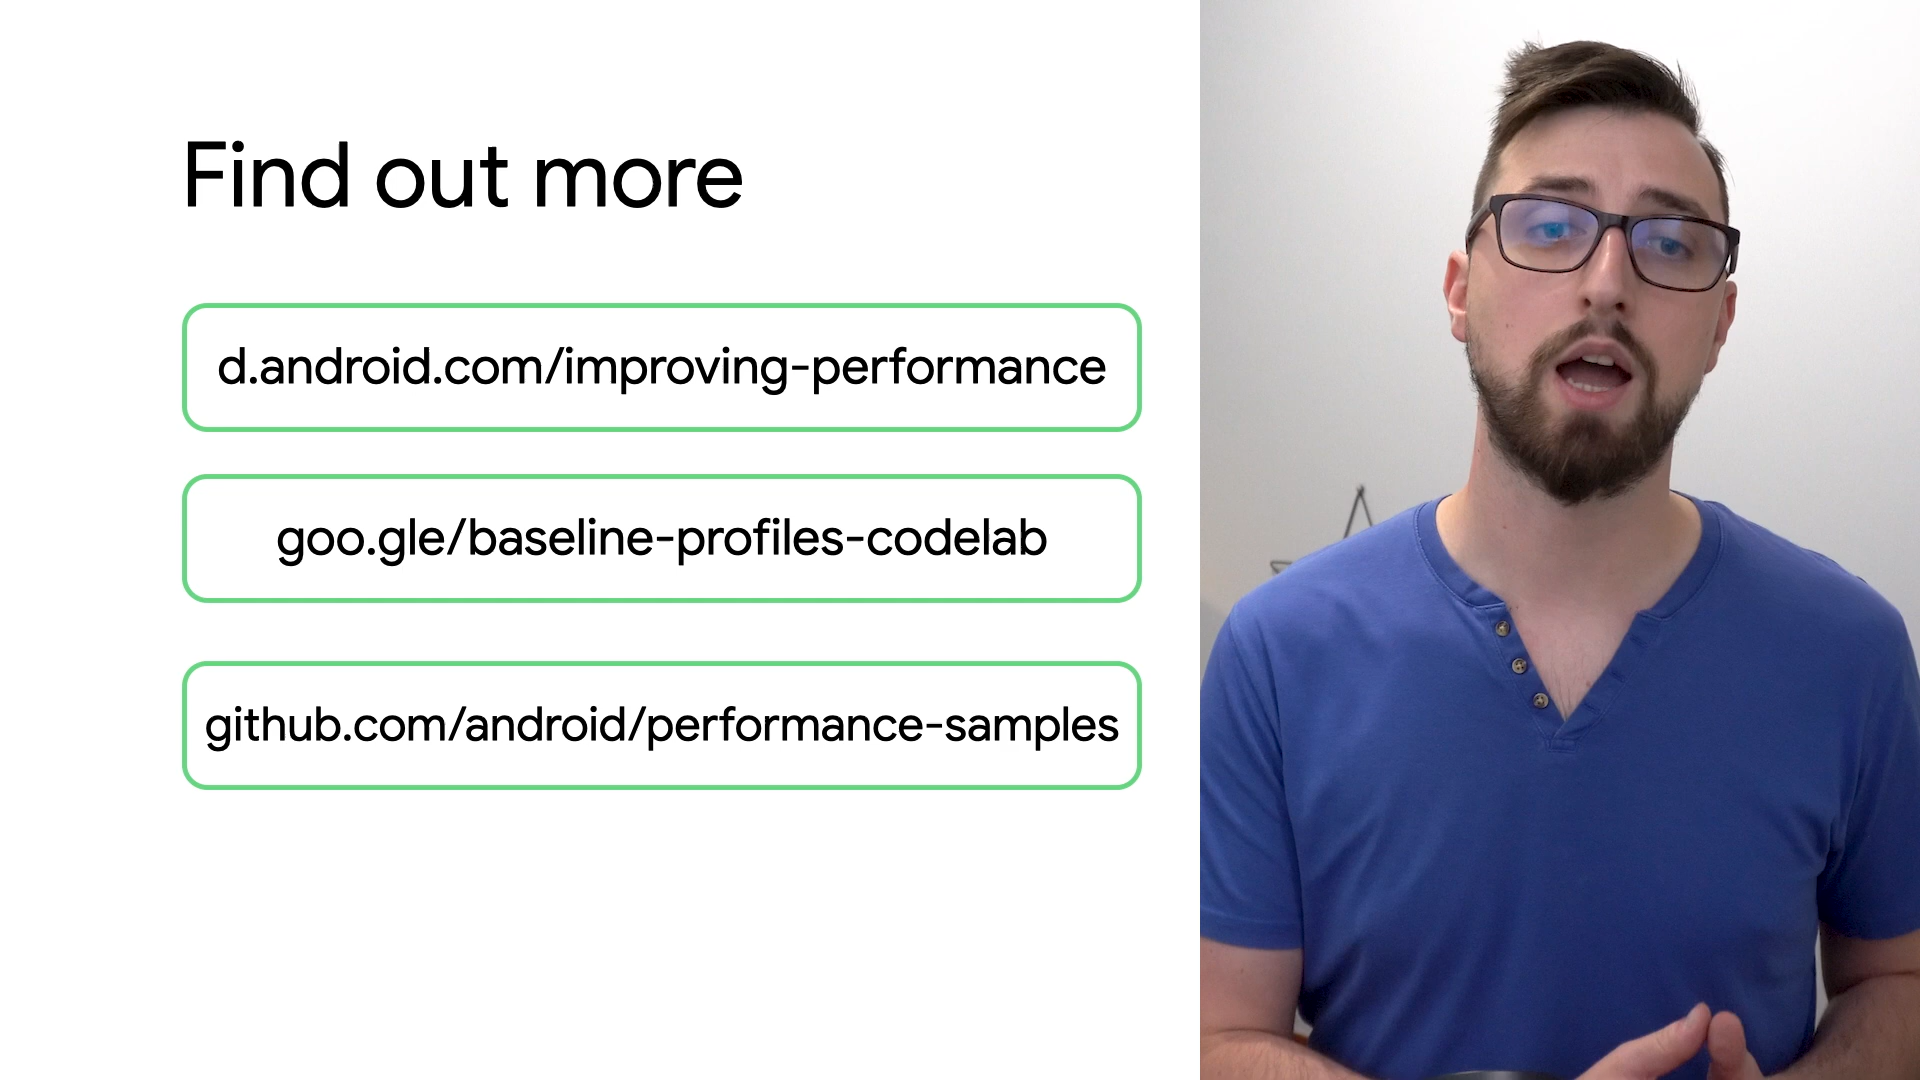 Find out more
d.android.com/improving-performance
goo.gle/baseline-profiles-codelab
github.com/android/performance-samples